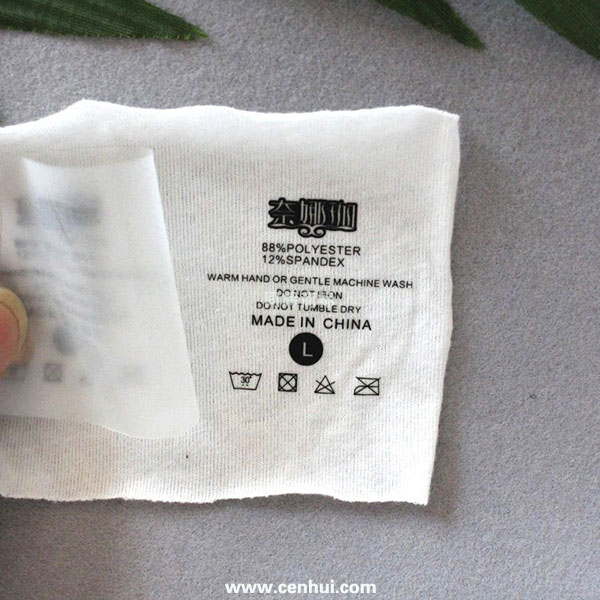 奈娜珈
88%POLYESTER
12%SPANDEX
WARM HAND OR GENTLE MACHINE WASH
DO NOT IRON
DO NOT TUMBLE DRY
MADE IN CHINA
L
30°
www.cenhui.com